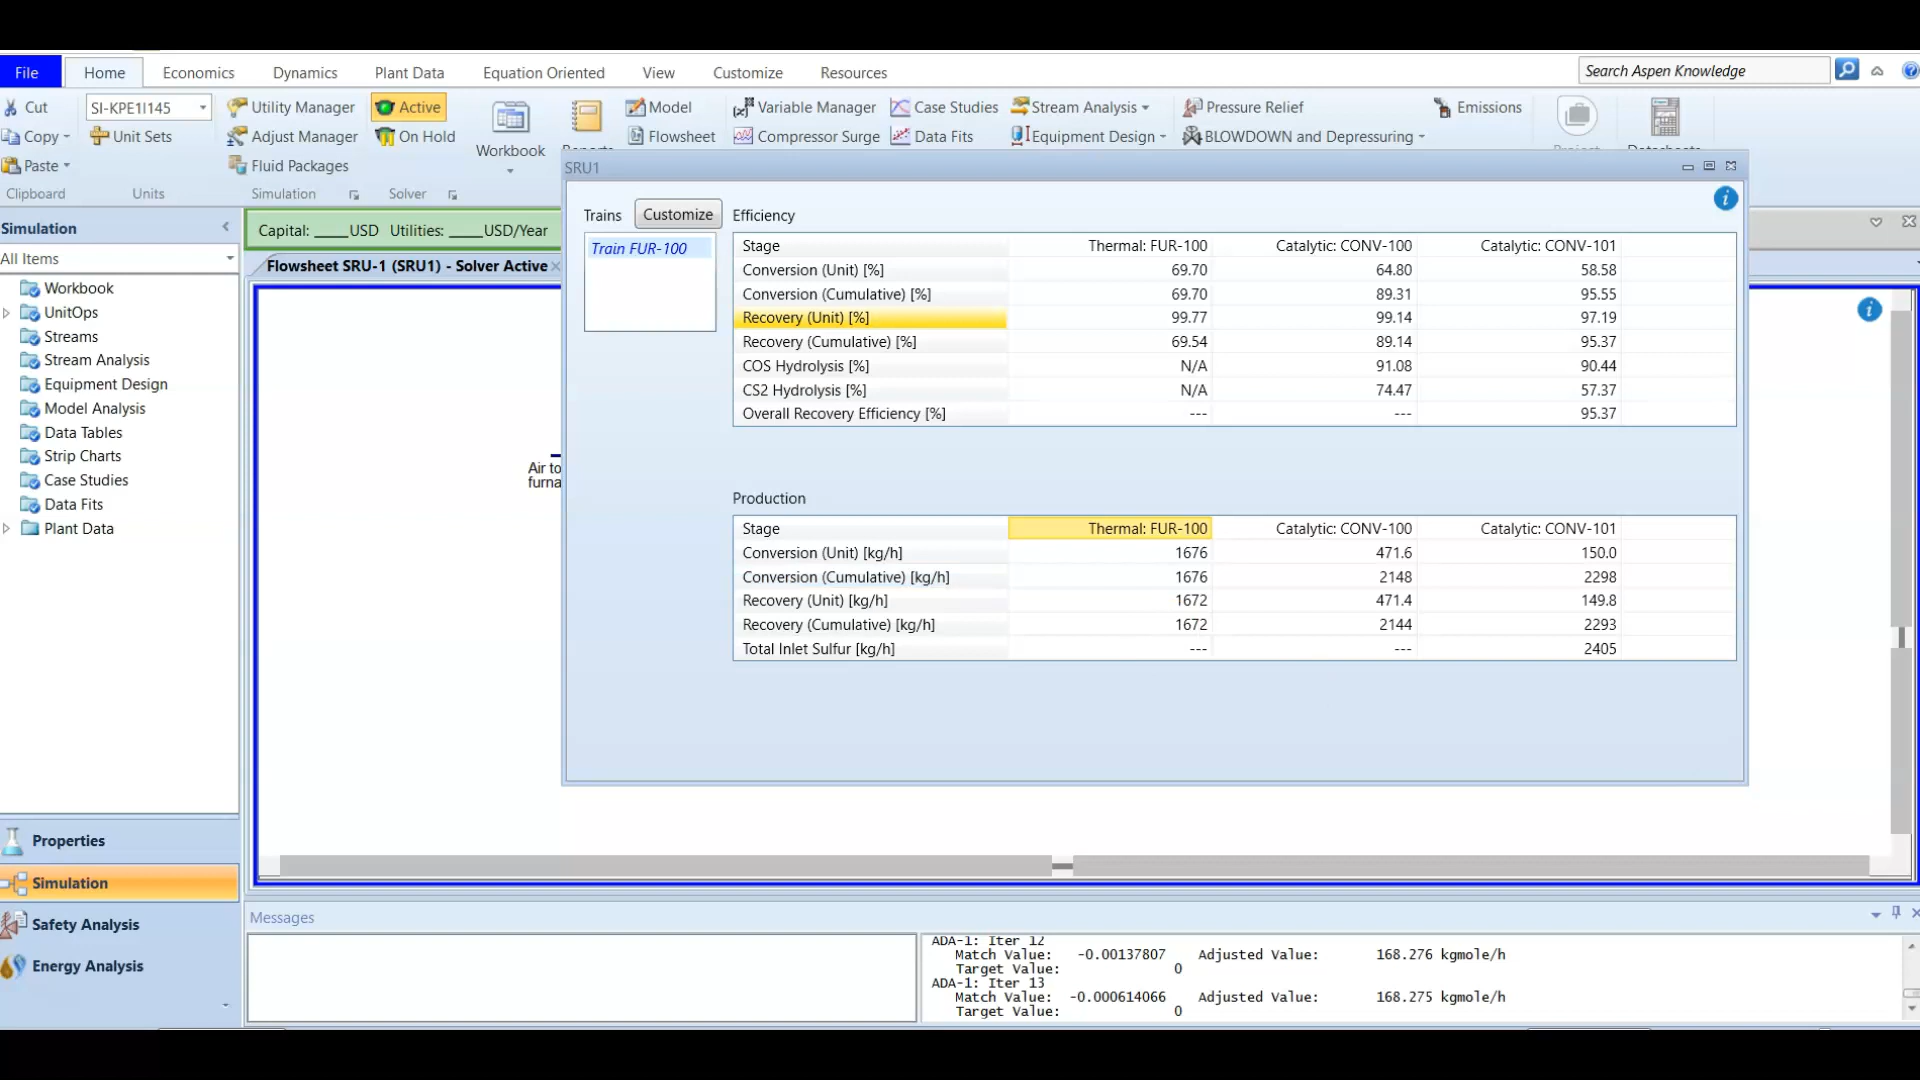 File Home Economics Dynamics Plant Data Equation Oriented View Customize Resources Search Aspen Knowledge
Cut SI-KPE1I145 Utility Manager Active Model Variable Manager Case Studies Stream Analysis Pressure Relief Emissions
Copy Unit Sets Adjust Manager On Hold Workbook Flowsheet Compressor Surge Data Fits Equipment Design BLOWDOWN and Depressuring
Paste Fluid Packages
Clipboard Units Simulation Solver
SRU1
Simulation
All Items
Workbook
UnitOps
Streams
Stream Analysis
Equipment Design
Model Analysis
Data Tables
Strip Charts
Case Studies
Data Fits
Plant Data
Properties
Simulation
Safety Analysis
Energy Analysis
Capital: ____USD Utilities: ____USD/Year
Flowsheet SRU-1 (SRU1) - Solver Active
Air to
furna
Trains Customize
Train FUR-100
Efficiency
Stage Thermal: FUR-100 Catalytic: CONV-100 Catalytic: CONV-101
Conversion (Unit) [%] 69.70 64.80 58.58
Conversion (Cumulative) [%] 69.70 89.31 95.55
Recovery (Unit) [%] 99.77 99.14 97.19
Recovery (Cumulative) [%] 69.54 89.14 95.37
COS Hydrolysis [%] N/A 91.08 90.44
CS2 Hydrolysis [%] N/A 74.47 57.37
Overall Recovery Efficiency [%] --- --- 95.37
Production
Stage Thermal: FUR-100 Catalytic: CONV-100 Catalytic: CONV-101
Conversion (Unit) [kg/h] 1676 471.6 150.0
Conversion (Cumulative) [kg/h] 1676 2148 2298
Recovery (Unit) [kg/h] 1672 471.4 149.8
Recovery (Cumulative) [kg/h] 1672 2144 2293
Total Inlet Sulfur [kg/h] --- --- 2405
Messages
ADA-1: Iter 12
Match Value: -0.00137807 Adjusted Value: 168.276 kgmole/h
Target Value: 0
ADA-1: Iter 13
Match Value: -0.000614066 Adjusted Value: 168.275 kgmole/h
Target Value: 0